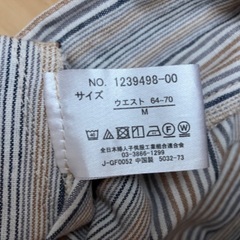 NO. 1239498-00
サイズ
ウエスト 64-70
M
全日本婦人子供服工業組合連合会
03-3866-1299
J-QF0052 中国製 5032-73